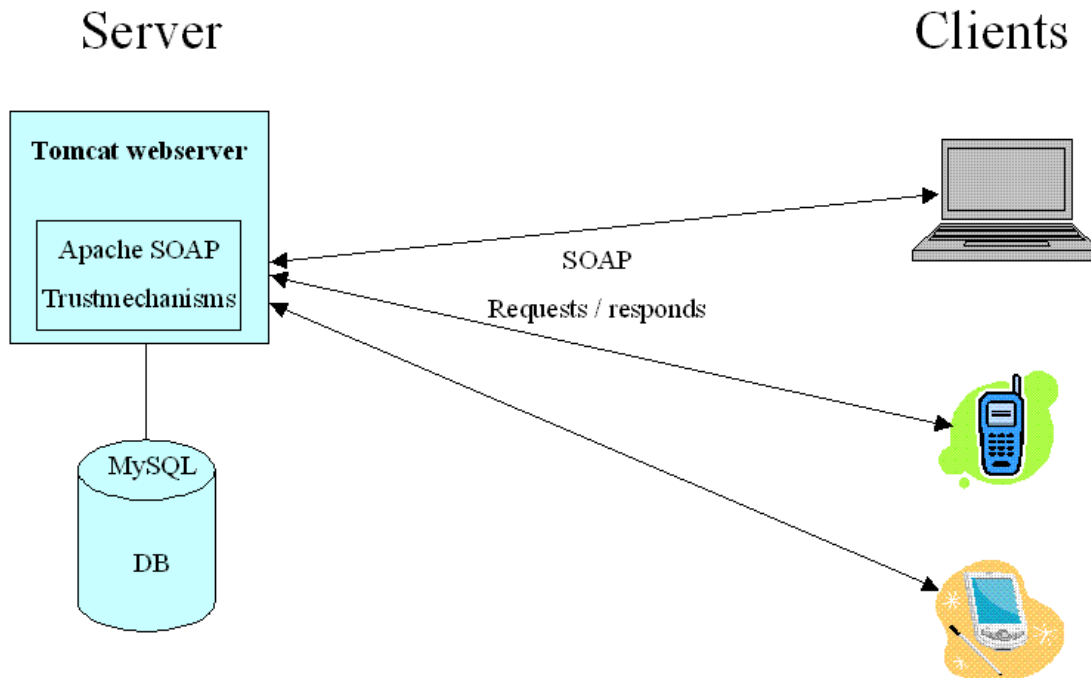 Server
Clients
Tomcat webserver
Apache SOAP
Trustmechanisms
SOAP
Requests / responds
MySQL
DB